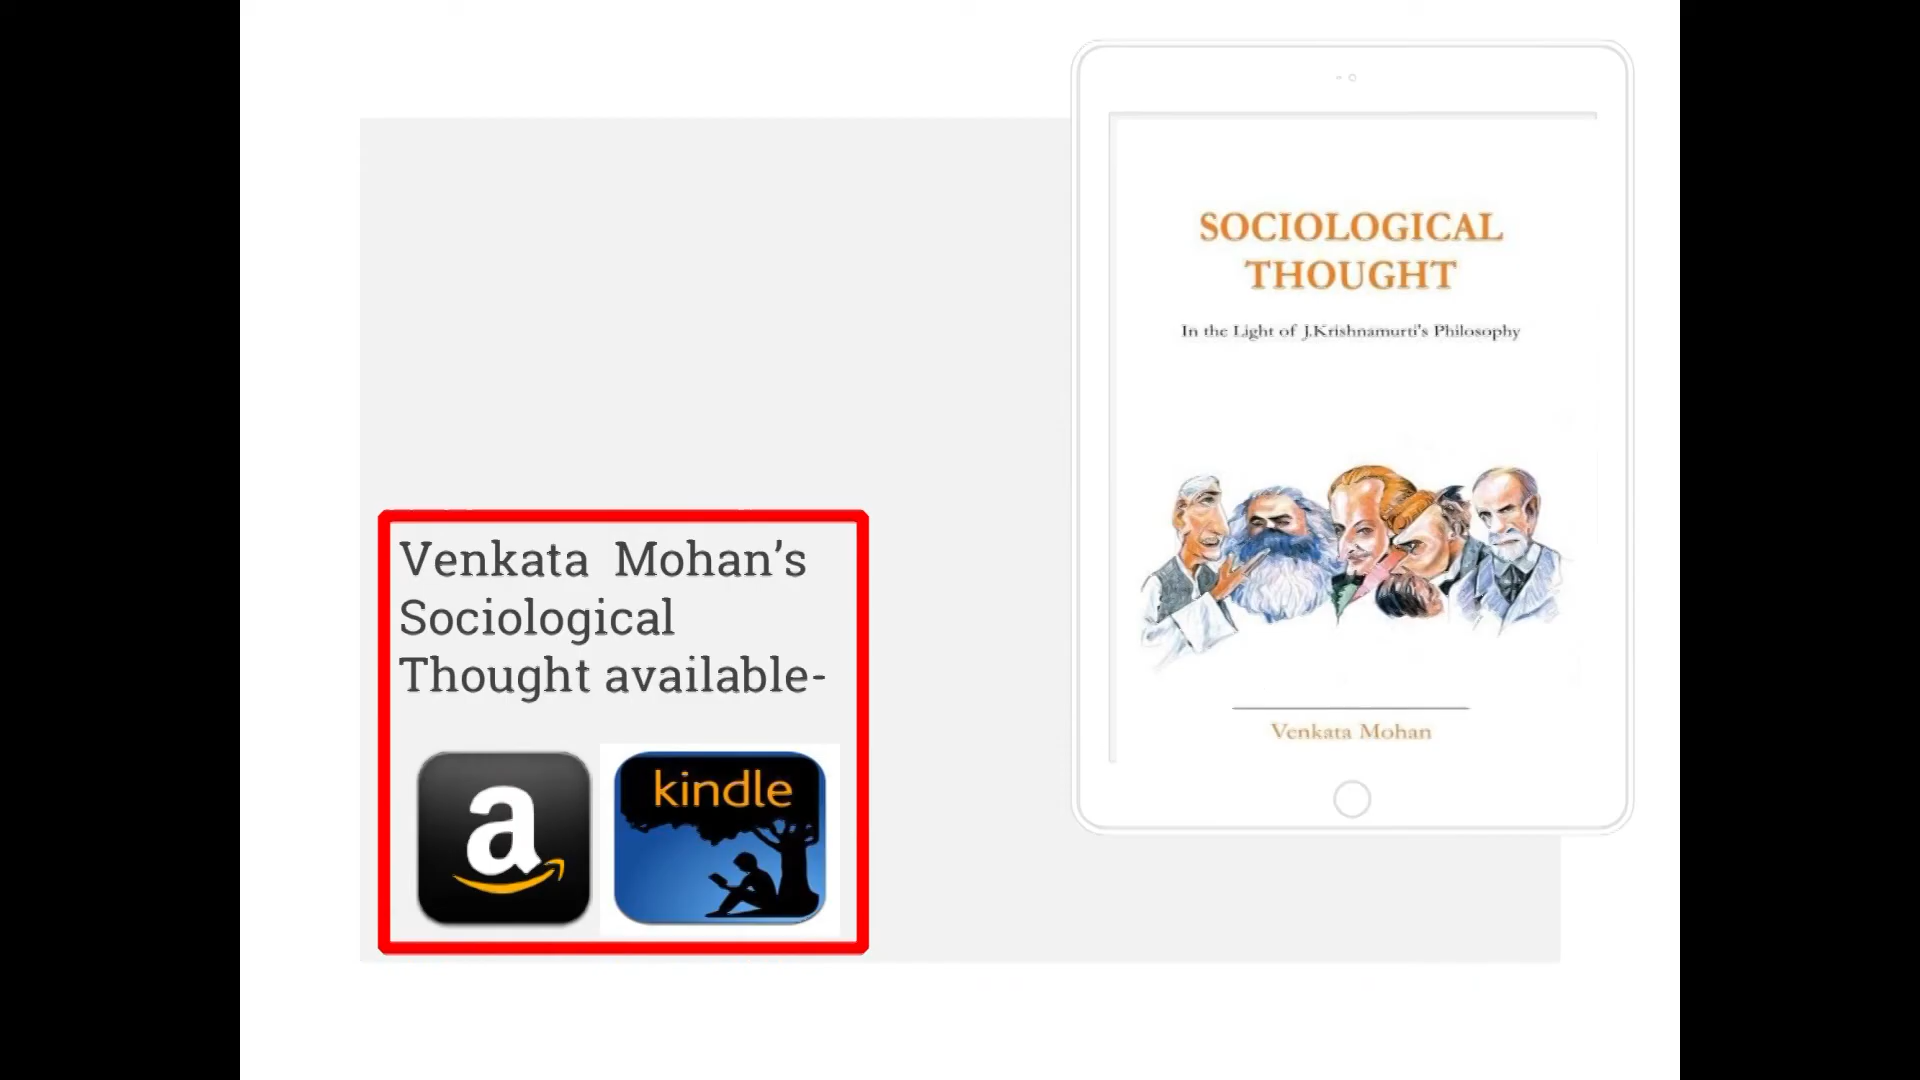 SOCIOLOGICAL
THOUGHT
In the Light of J.Krishnamurti's Philosophy
Venkata Mohan
Venkata Mohan’s
Sociological
Thought available-
a
kindle